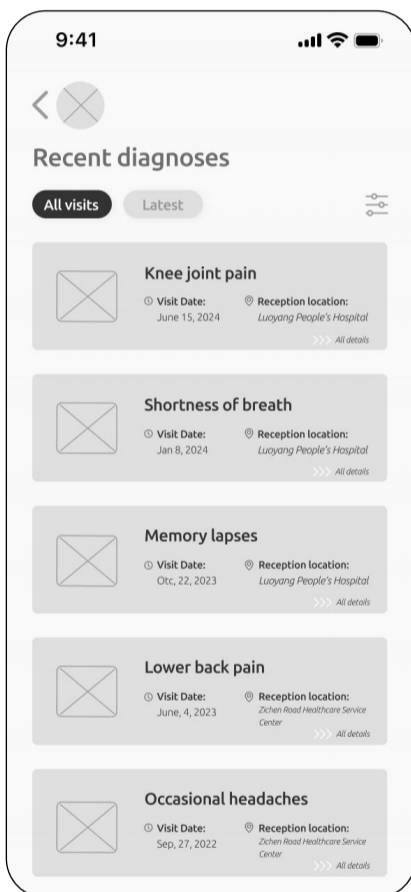 9:41
Recent diagnoses
All visits
Latest
Knee joint pain
Visit Date:
Reception location:
June 15, 2024
Luoyang People's Hospital
>>> All details
Shortness of breath
Visit Date:
Reception location:
Jan 8, 2024
Luoyang People's Hospital
>>> All details
Memory lapses
Visit Date:
Reception location:
Otc, 22, 2023
Luoyang People's Hospital
>>> All details
Lower back pain
Visit Date:
Reception location:
June, 4, 2023
Zichen Road Healthcare Service
Center
>>> All details
Occasional headaches
Visit Date:
Reception location:
Sep, 27, 2022
Zichen Road Healthcare Service
Center
>>> All details